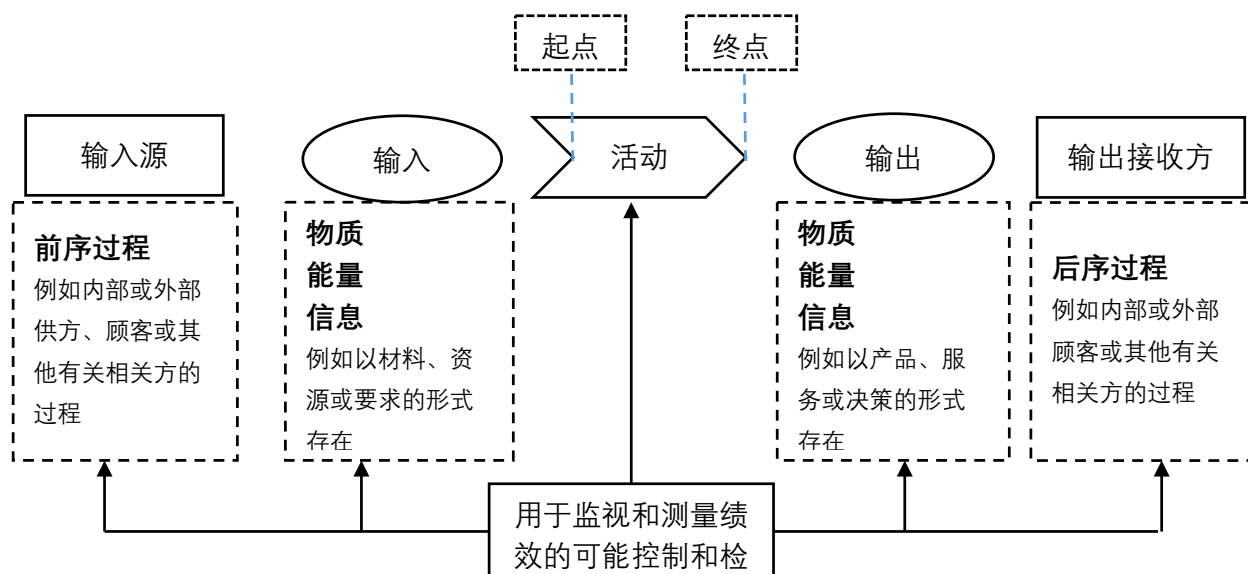 起点
终点
输入源
输入
活动
输出
输出接收方
前序过程
例如内部或外部
供方、顾客或其
他有关相关方的
过程
物质
能量
信息
例如以材料、资
源或要求的形式
存在
物质
能量
信息
例如以产品、服
务或决策的形式
存在
后序过程
例如内部或外部
顾客或其他有关
相关方的过程
用于监视和测量绩
效的可能控制和检